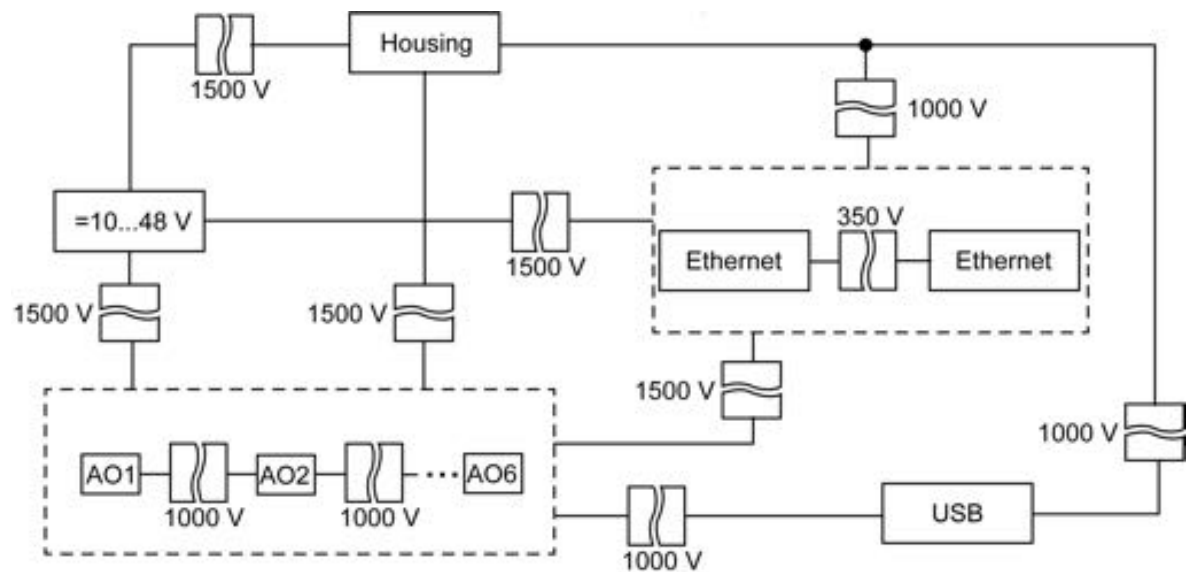 Housing
1500 V
1000 V
=10...48 V
350 V
Ethernet
Ethernet
1500 V
1500 V
1500 V
1500 V
1000 V
AO1
AO2
AO6
1000 V
1000 V
USB
1000 V